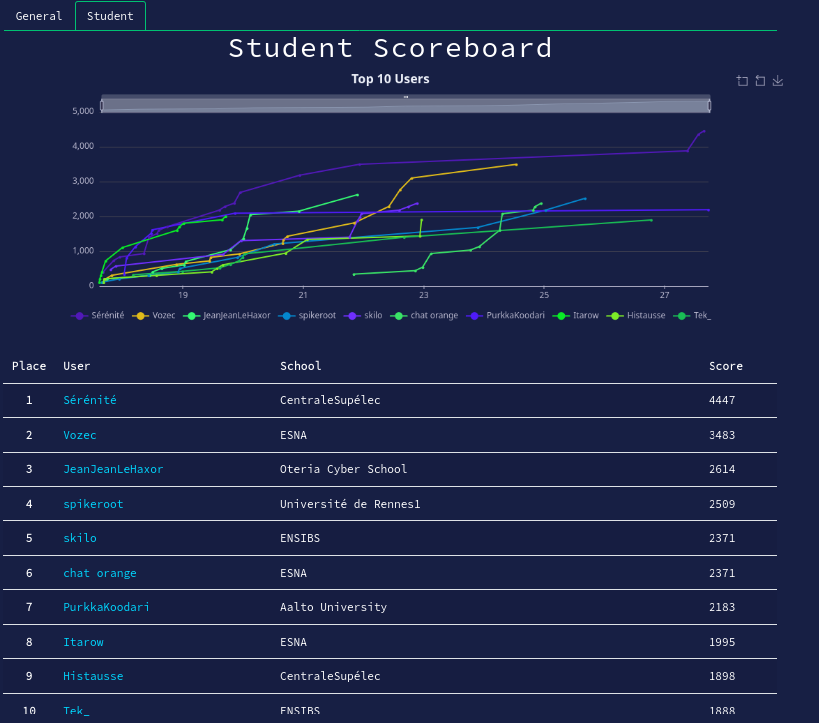 General Student
Student Scoreboard
Top 10 Users
5,000
4,000
3,000
2,000
1,000
0
19 21 23 25 27
Sérénité Vozec JeanJeanLeHaxor spikeroot skilo chat orange PurkkaKoodari Itarow Histausse Tek_
Place User School Score
1 Sérénité CentraleSupélec 4447
2 Vozec ESNA 3483
3 JeanJeanLeHaxor Oteria Cyber School 2614
4 spikeroot Université de Rennes1 2509
5 skilo ENSIBS 2371
6 chat orange ESNA 2371
7 PurkkaKoodari Aalto University 2183
8 Itarow ESNA 1995
9 Histausse CentraleSupélec 1898
10 Tek_ ENSIBS 1888